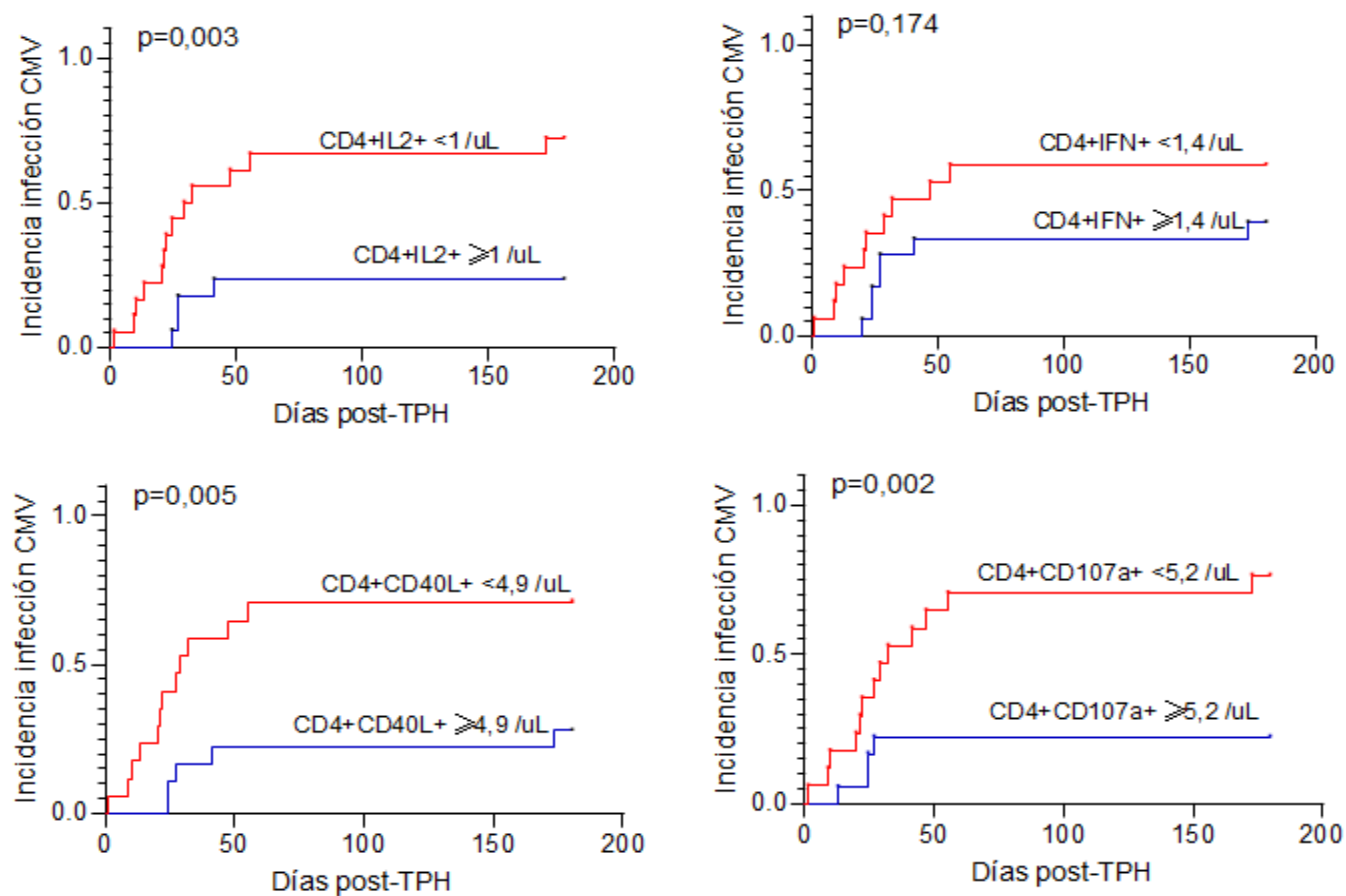 p=0,003
Incidencia infección CMV
1.0
0.5
0.0
CD4+IL2+ <1 /uL
CD4+IL2+ ⩾1 /uL
0 50 100 150 200
Días post-TPH
p=0,174
Incidencia infección CMV
1.0
0.5
0.0
CD4+IFN+ <1,4 /uL
CD4+IFN+ ⩾1,4 /uL
0 50 100 150 200
Días post-TPH
p=0,005
Incidencia infección CMV
1.0
0.5
0.0
CD4+CD40L+ <4,9 /uL
CD4+CD40L+ ⩾4,9 /uL
0 50 100 150 200
Días post-TPH
p=0,002
Incidencia infección CMV
1.0
0.5
0.0
CD4+CD107a+ <5,2 /uL
CD4+CD107a+ ⩾5,2 /uL
0 50 100 150 200
Días post-TPH